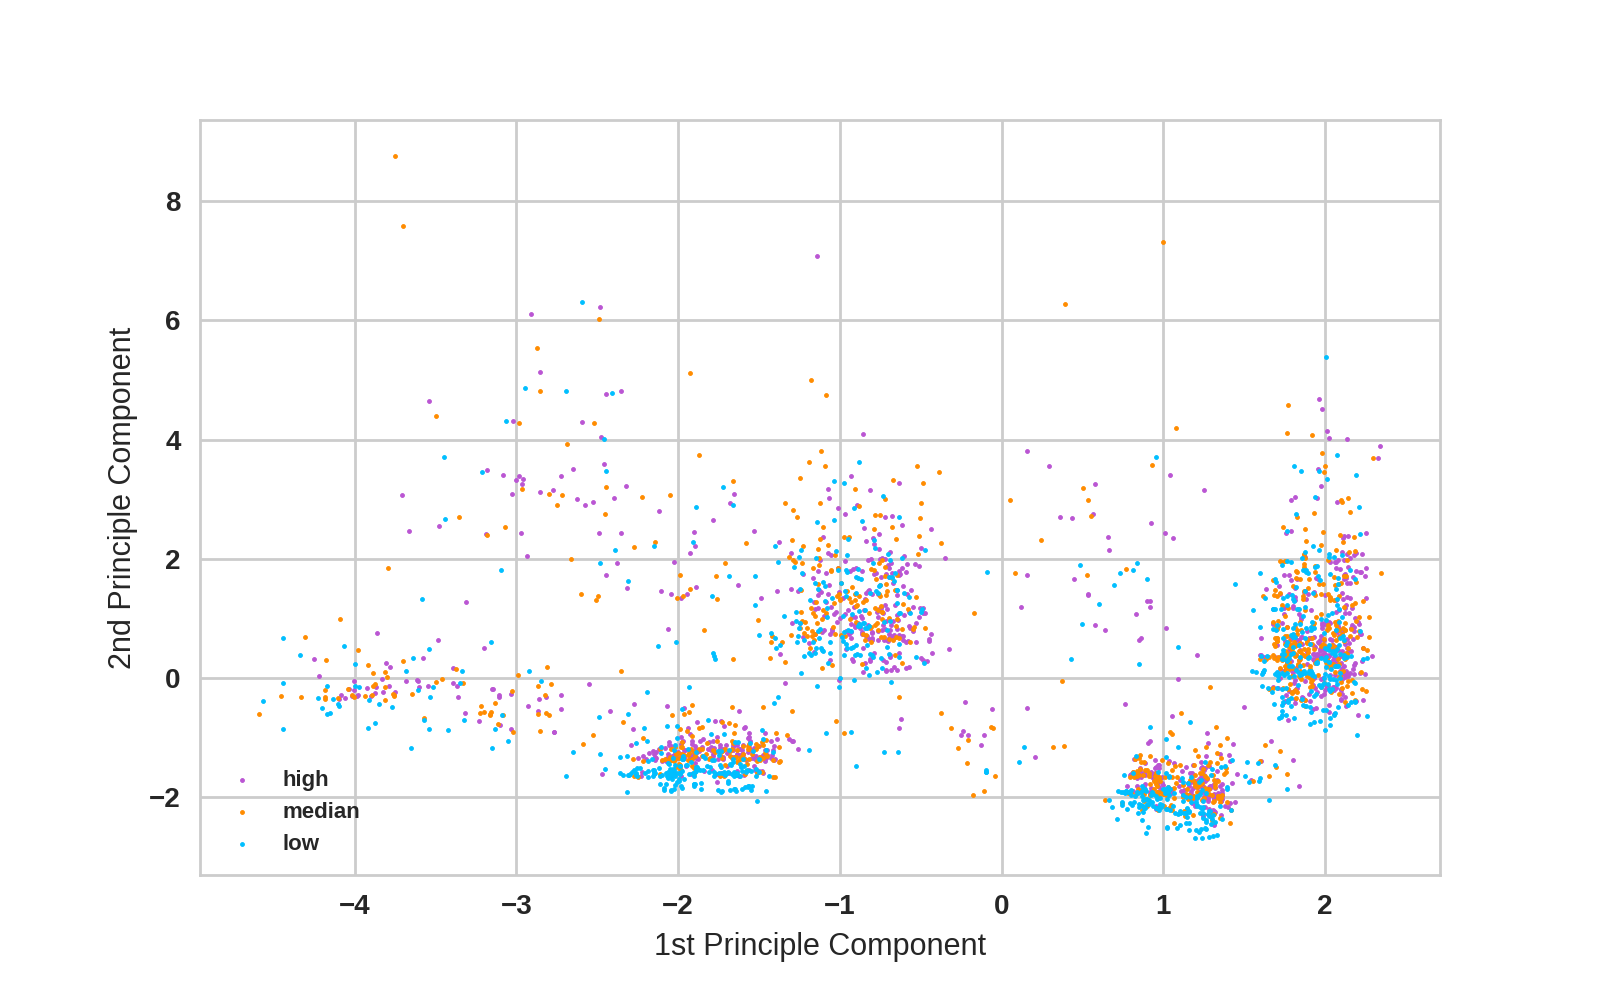 8
6
4
2
0
−2
2nd Principle Component
high
median
low
−4 −3 −2 −1 0 1 2
1st Principle Component